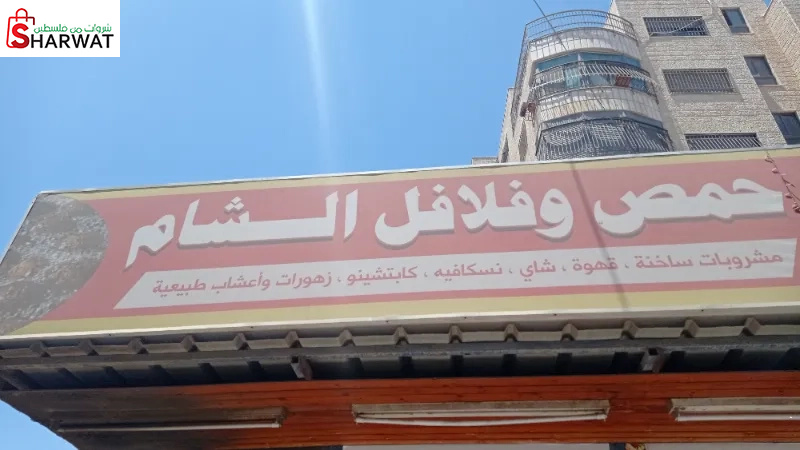 شروات من فلسطين
SHARWAT
حمص وفلافل الشام
مشروبات ساخنة ، قهوة ، شاي ، نسكافيه ، كابتشينو ، زهورات وأعشاب طبيعية